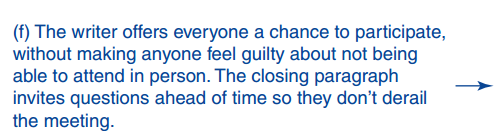 (f) The writer offers everyone a chance to participate,
without making anyone feel guilty about not being
able to attend in person. The closing paragraph
invites questions ahead of time so they don’t derail
the meeting.